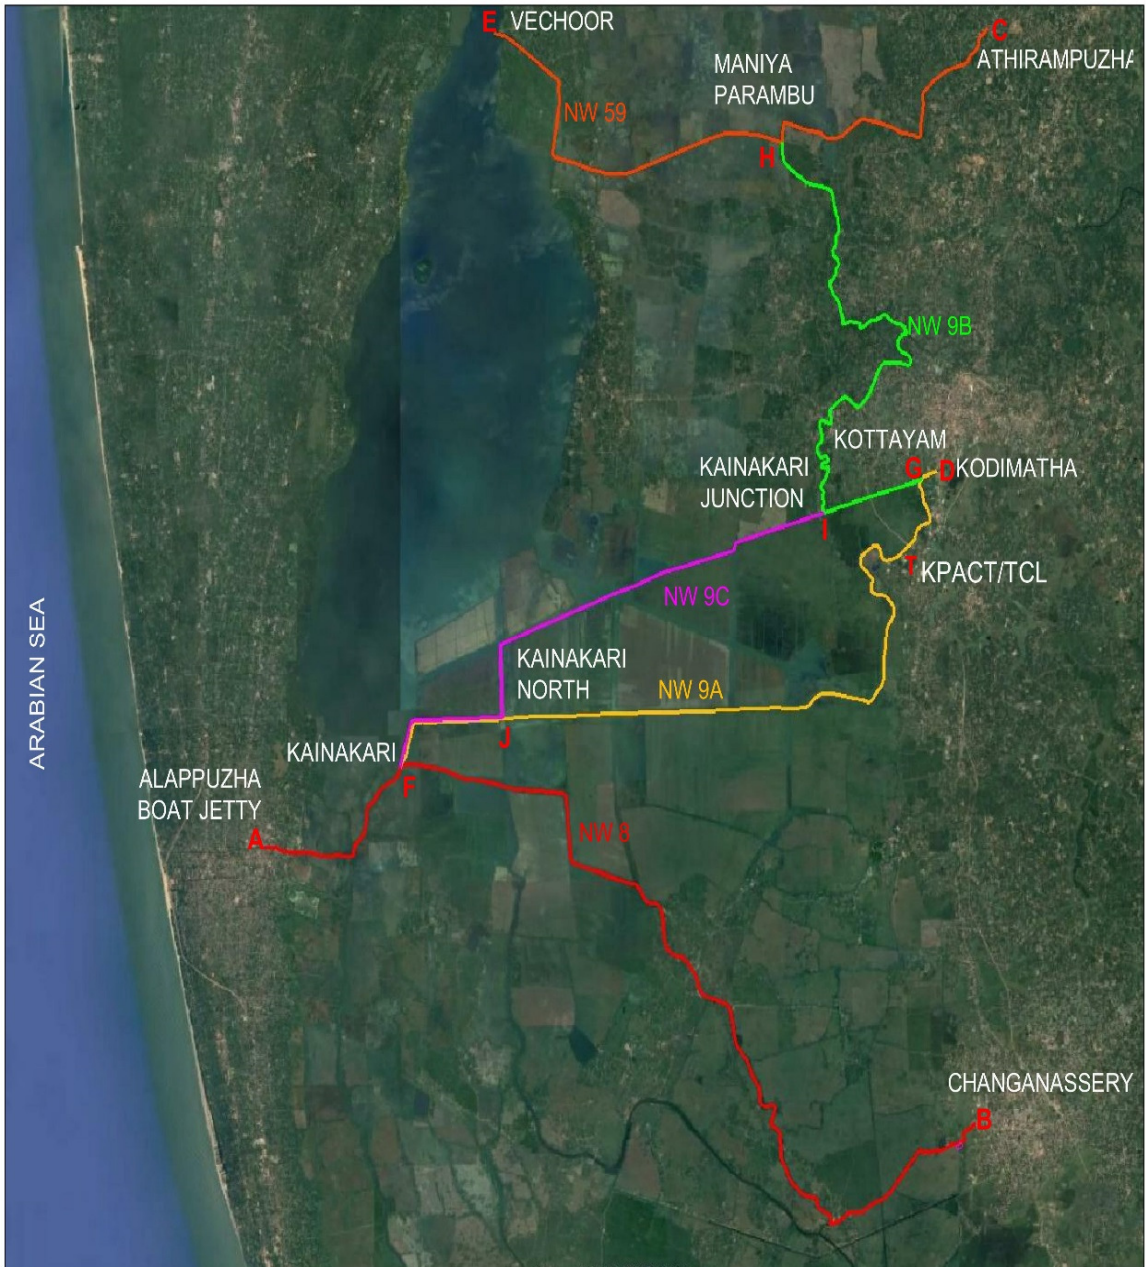 E VECHOOR
C
ATHIRAMPUZHA
MANIYA
PARAMBU
NW 59
H
NW 9B
KOTTAYAM
G D KODIMATHA
KAINAKARI
JUNCTION
I
T KPACT/TCL
NW 9C
KAINAKARI
NORTH
NW 9A
J
KAINAKARI
F
ALAPPUZHA
BOAT JETTY
A
NW 8
ARABIAN SEA
CHANGANASSERY
B